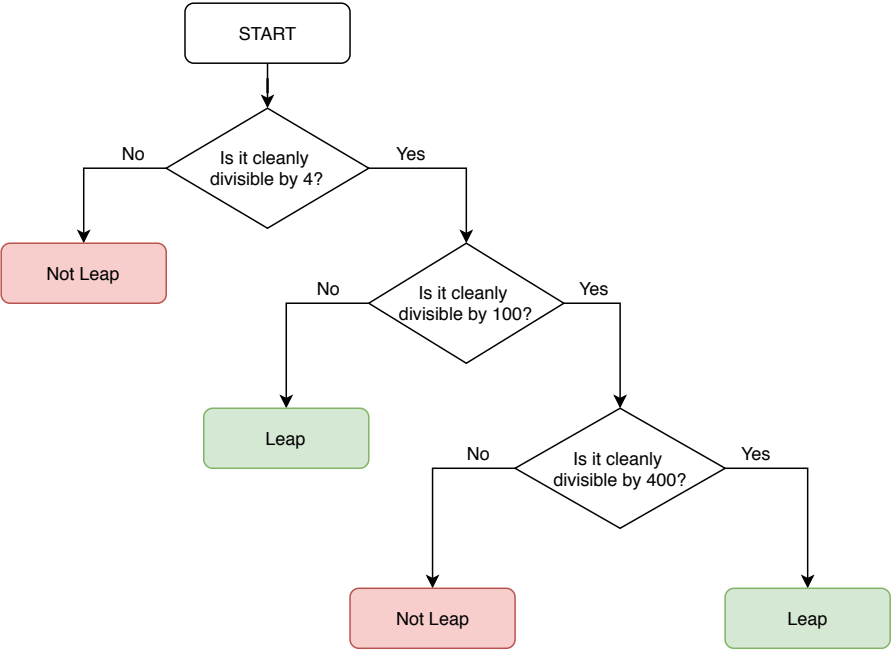 START
No
Yes
Is it cleanly
divisible by 4?
Not Leap
No
Yes
Is it cleanly
divisible by 100?
Leap
No
Yes
Is it cleanly
divisible by 400?
Not Leap
Leap